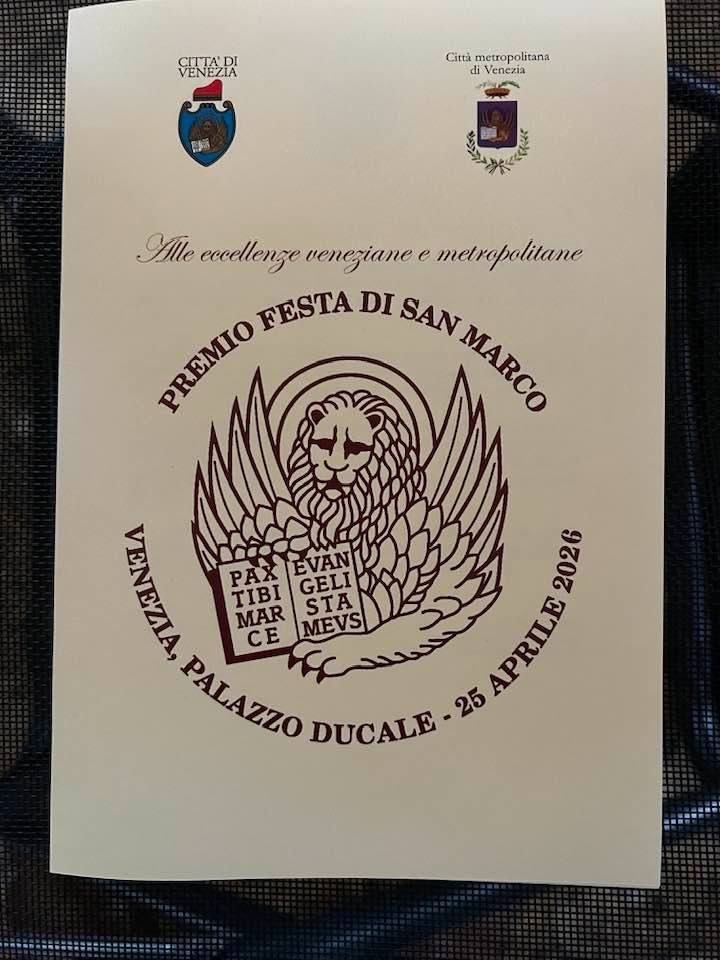 CITTA' DI
VENEZIA
Città metropolitana
di Venezia
Alle eccellenze veneziane e metropolitane
PREMIO FESTA DI SAN MARCO
PAX
TIBI
MAR
CE
EVAN
GELI
STA
MEVS
VENEZIA, PALAZZO DUCALE - 25 APRILE 2026